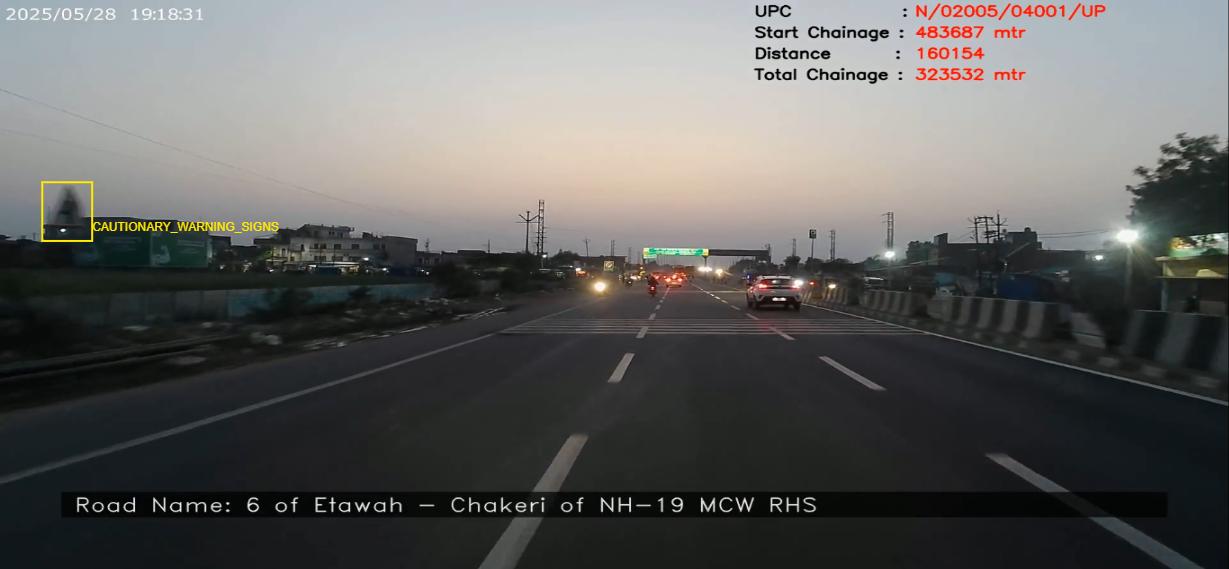 2025/05/28 19:18:31
UPC : N/02005/04001/UP
Start Chainage : 483687 mtr
Distance : 160154
Total Chainage : 323532 mtr
CAUTIONARY_WARNING_SIGNS
Road Name: 6 of Etawah - Chakeri of NH-19 MCW RHS